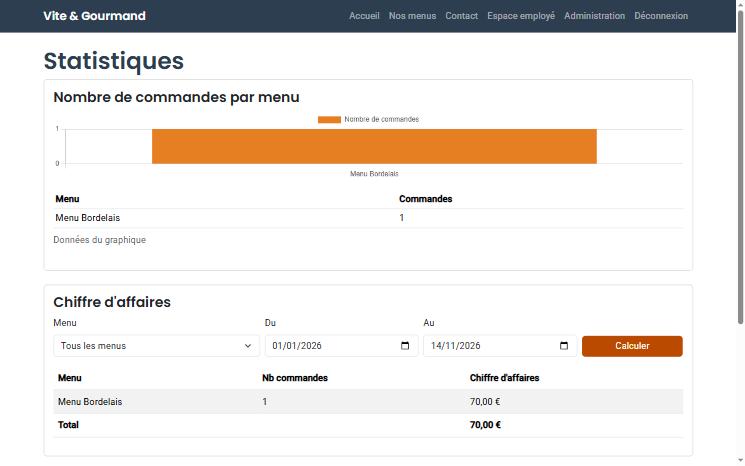 Vite & Gourmand Accueil Nos menus Contact Espace employé Administration Déconnexion
Statistiques
Nombre de commandes par menu
Nombre de commandes
1
0
Menu Bordelais
Menu Commandes
Menu Bordelais 1
Données du graphique
Chiffre d'affaires
Menu Du Au
Tous les menus 01/01/2026 14/11/2026 Calculer
Menu Nb commandes Chiffre d'affaires
Menu Bordelais 1 70,00 €
Total 70,00 €